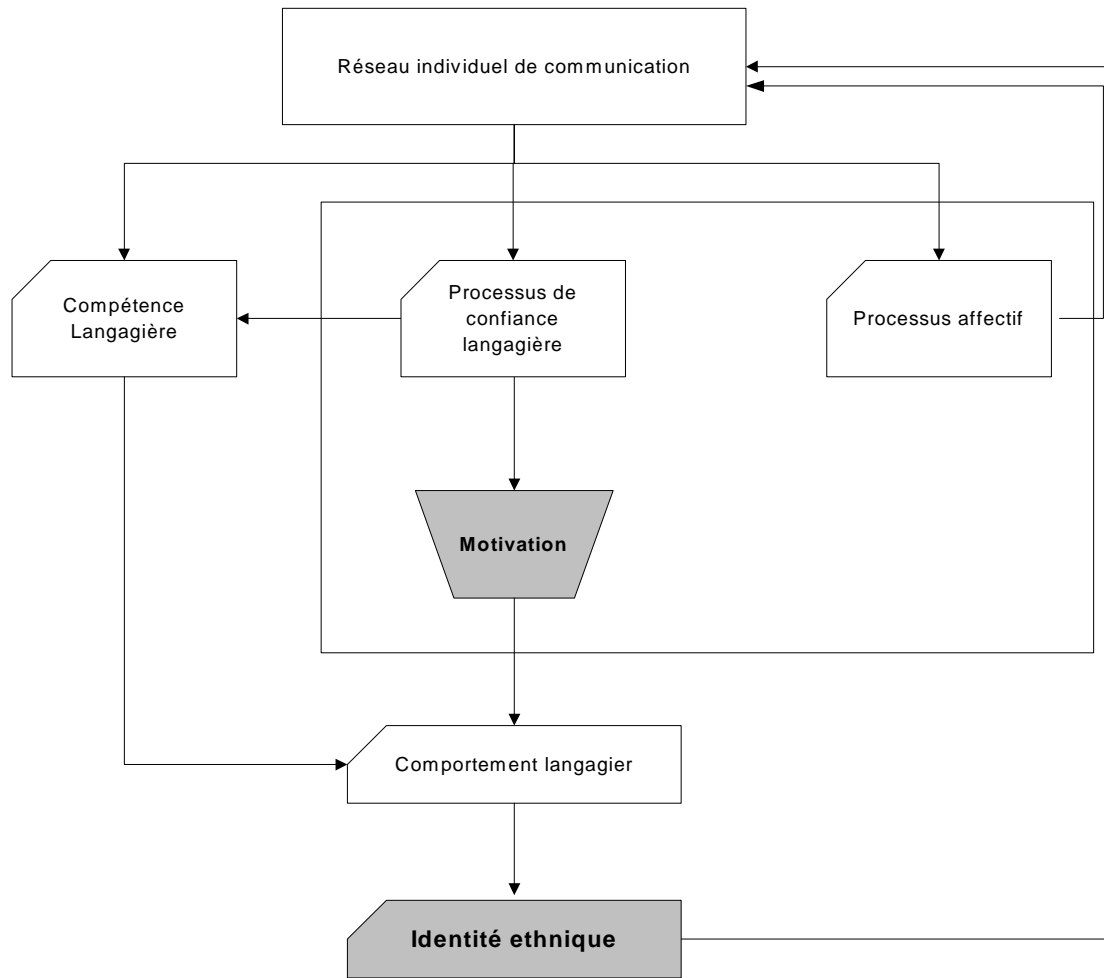 Réseau individuel de communication
Compétence
Langagière
Processus de
confiance
langagière
Processus affectif
Motivation
Comportement langagier
Identité ethnique